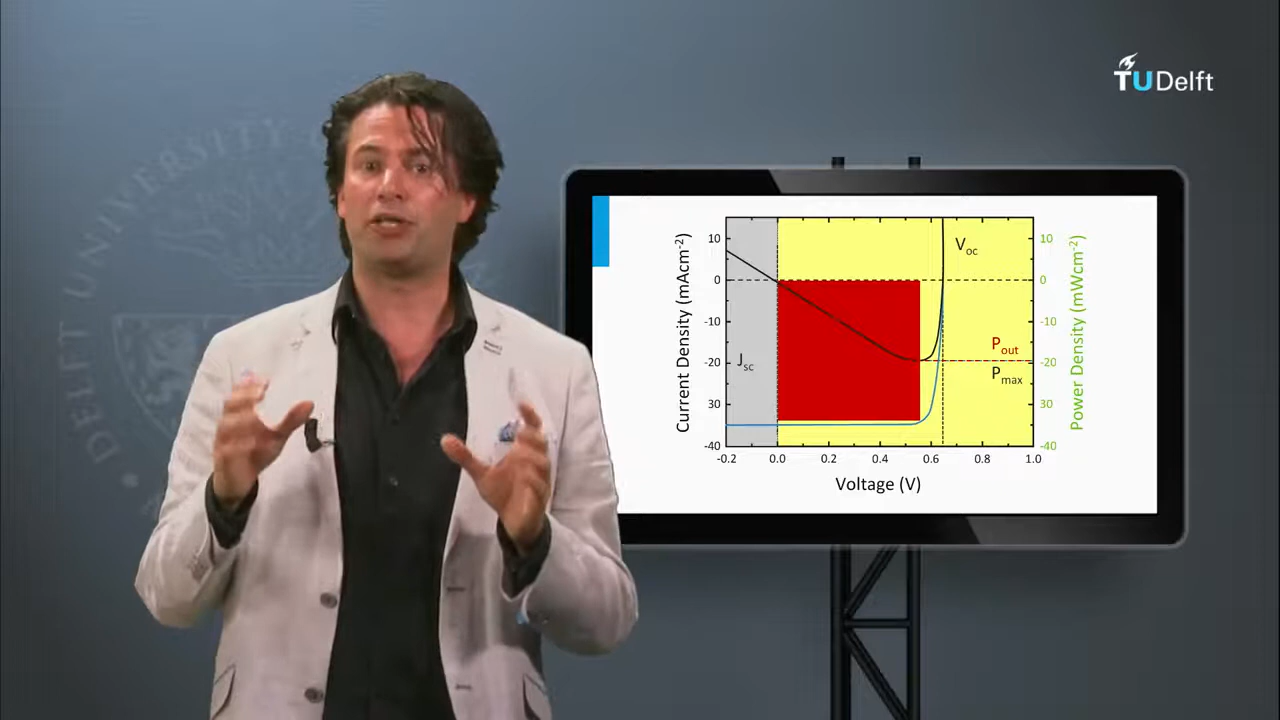 TUDelft
DELFT UNIVERSITY
Current Density (mAcm-2)
10
0
-10
-20
30
-40
Jsc
Voc
Pout
Pmax
10
0
-10
-20
30
-40
Power Density (mWcm-2)
-0.2 0.0 0.2 0.4 0.6 0.8 1.0
Voltage (V)